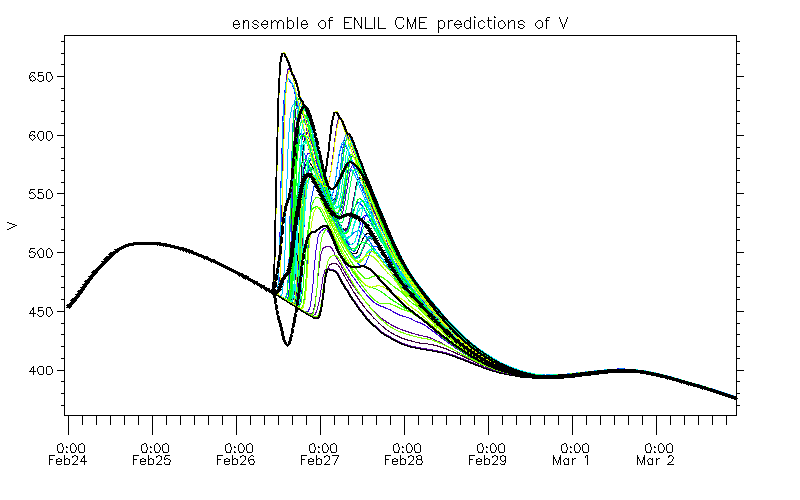 ensemble of ENLIL CME predictions of V
650
600
550
500
450
400
V
0:00 0:00 0:00 0:00 0:00 0:00 0:00 0:00
Feb24 Feb25 Feb26 Feb27 Feb28 Feb29 Mar 1 Mar 2